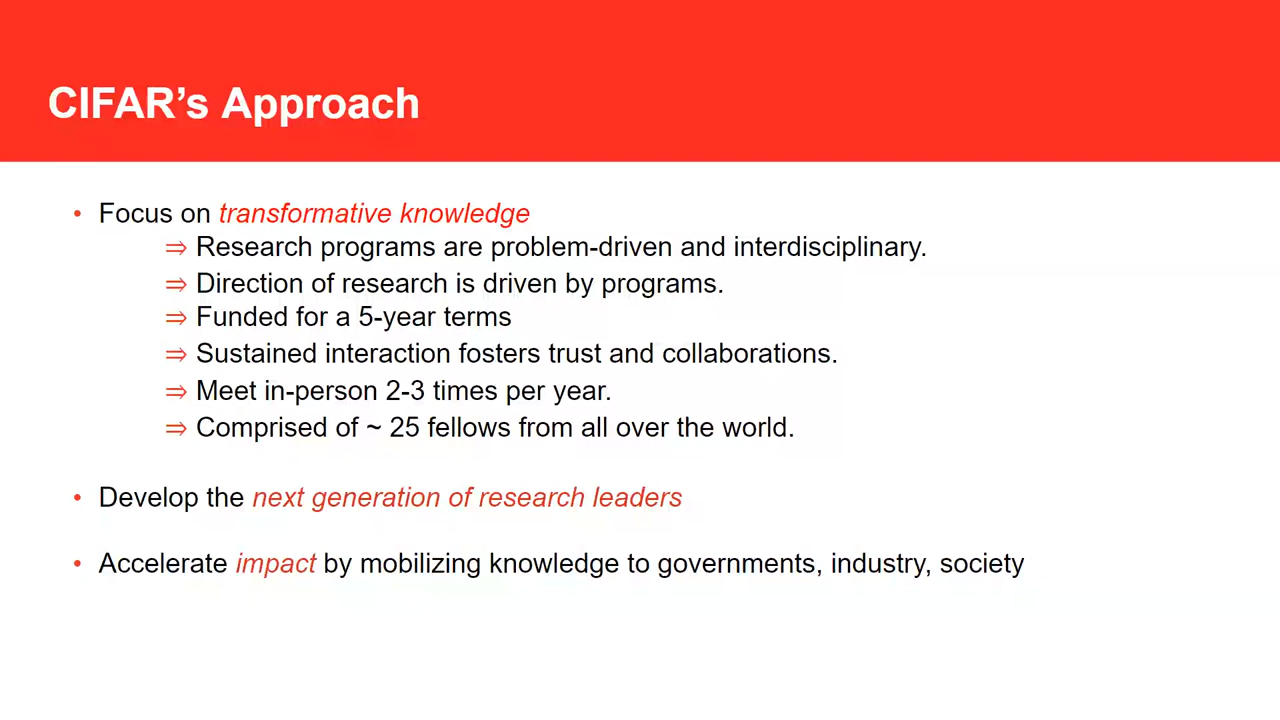 CIFAR’s Approach
• Focus on transformative knowledge
⇒ Research programs are problem-driven and interdisciplinary.
⇒ Direction of research is driven by programs.
⇒ Funded for a 5-year terms
⇒ Sustained interaction fosters trust and collaborations.
⇒ Meet in-person 2-3 times per year.
⇒ Comprised of ~ 25 fellows from all over the world.
• Develop the next generation of research leaders
• Accelerate impact by mobilizing knowledge to governments, industry, society